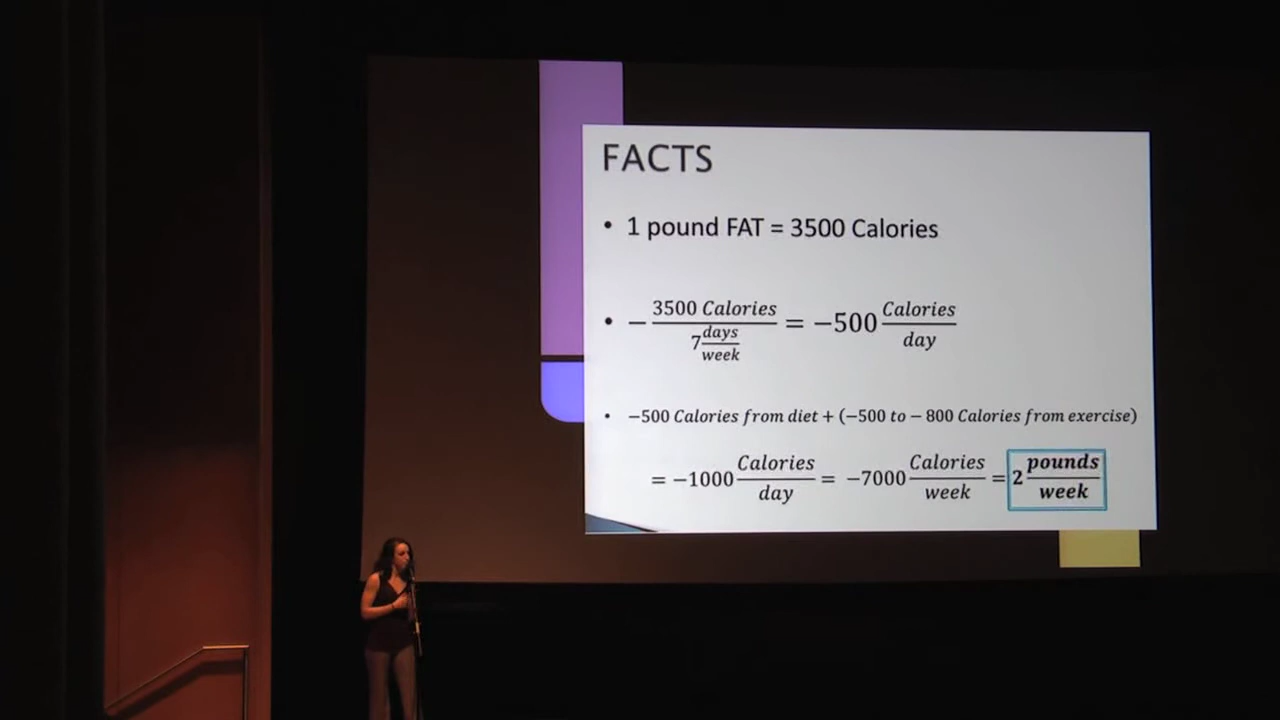 FACTS
• 1 pound FAT = 3500 Calories
• − 3500 Calories / 7 days/week = −500 Calories/day
• −500 Calories from diet + (−500 to − 800 Calories from exercise)
= −1000 Calories/day = −7000 Calories/week = 2 pounds/week